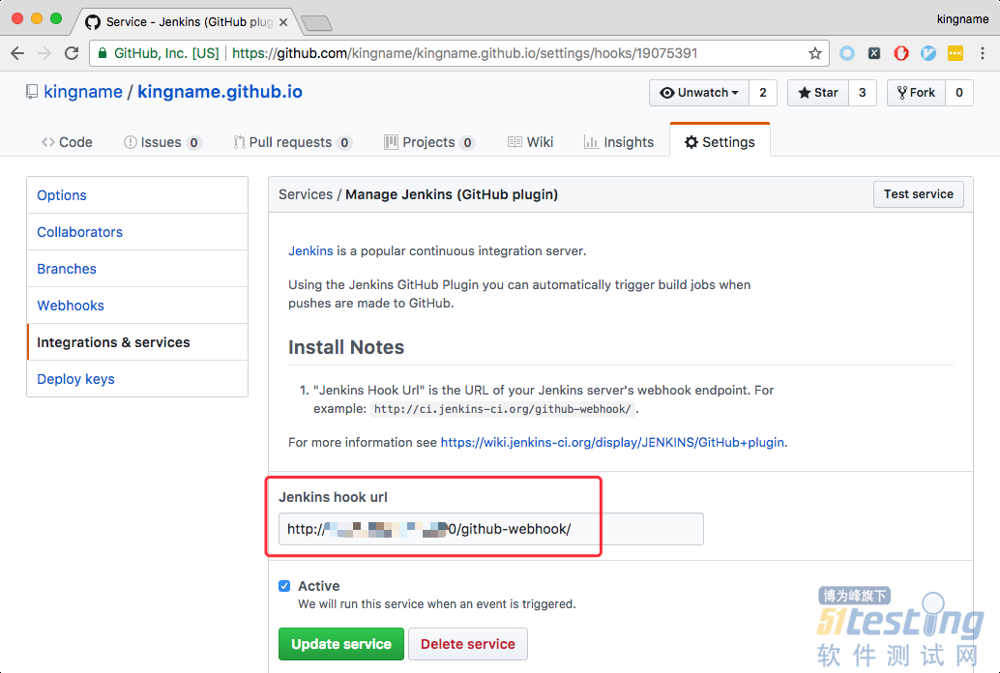 Service - Jenkins (GitHub plug
kingname
GitHub, Inc. [US] https://github.com/kingname/kingname.github.io/settings/hooks/19075391
kingname / kingname.github.io
Unwatch 2 Star 3 Fork 0
Code Issues 0 Pull requests 0 Projects 0 Wiki Insights Settings
Options
Collaborators
Branches
Webhooks
Integrations & services
Deploy keys
Services / Manage Jenkins (GitHub plugin) Test service
Jenkins is a popular continuous integration server.
Using the Jenkins GitHub Plugin you can automatically trigger build jobs when
pushes are made to GitHub.
Install Notes
1. "Jenkins Hook Url" is the URL of your Jenkins server's webhook endpoint. For
example: http://ci.jenkins-ci.org/github-webhook/ .
For more information see https://wiki.jenkins-ci.org/display/JENKINS/GitHub+plugin.
Jenkins hook url
http:// 0/github-webhook/
Active
We will run this service when an event is triggered.
Update service Delete service
博为峰旗下
51testing
软件测试网